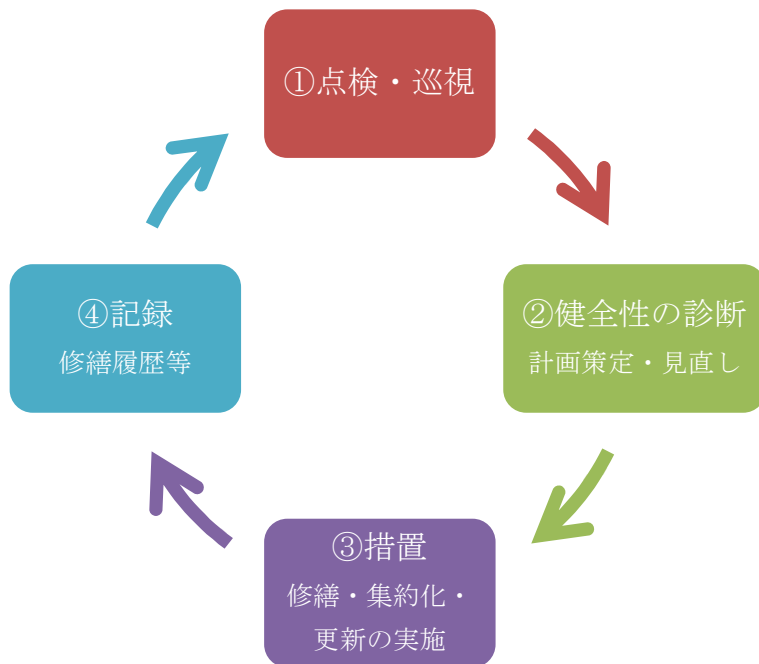 ①点検・巡視
②健全性の診断
計画策定・見直し
③措置
修繕・集約化・
更新の実施
④記録
修繕履歴等